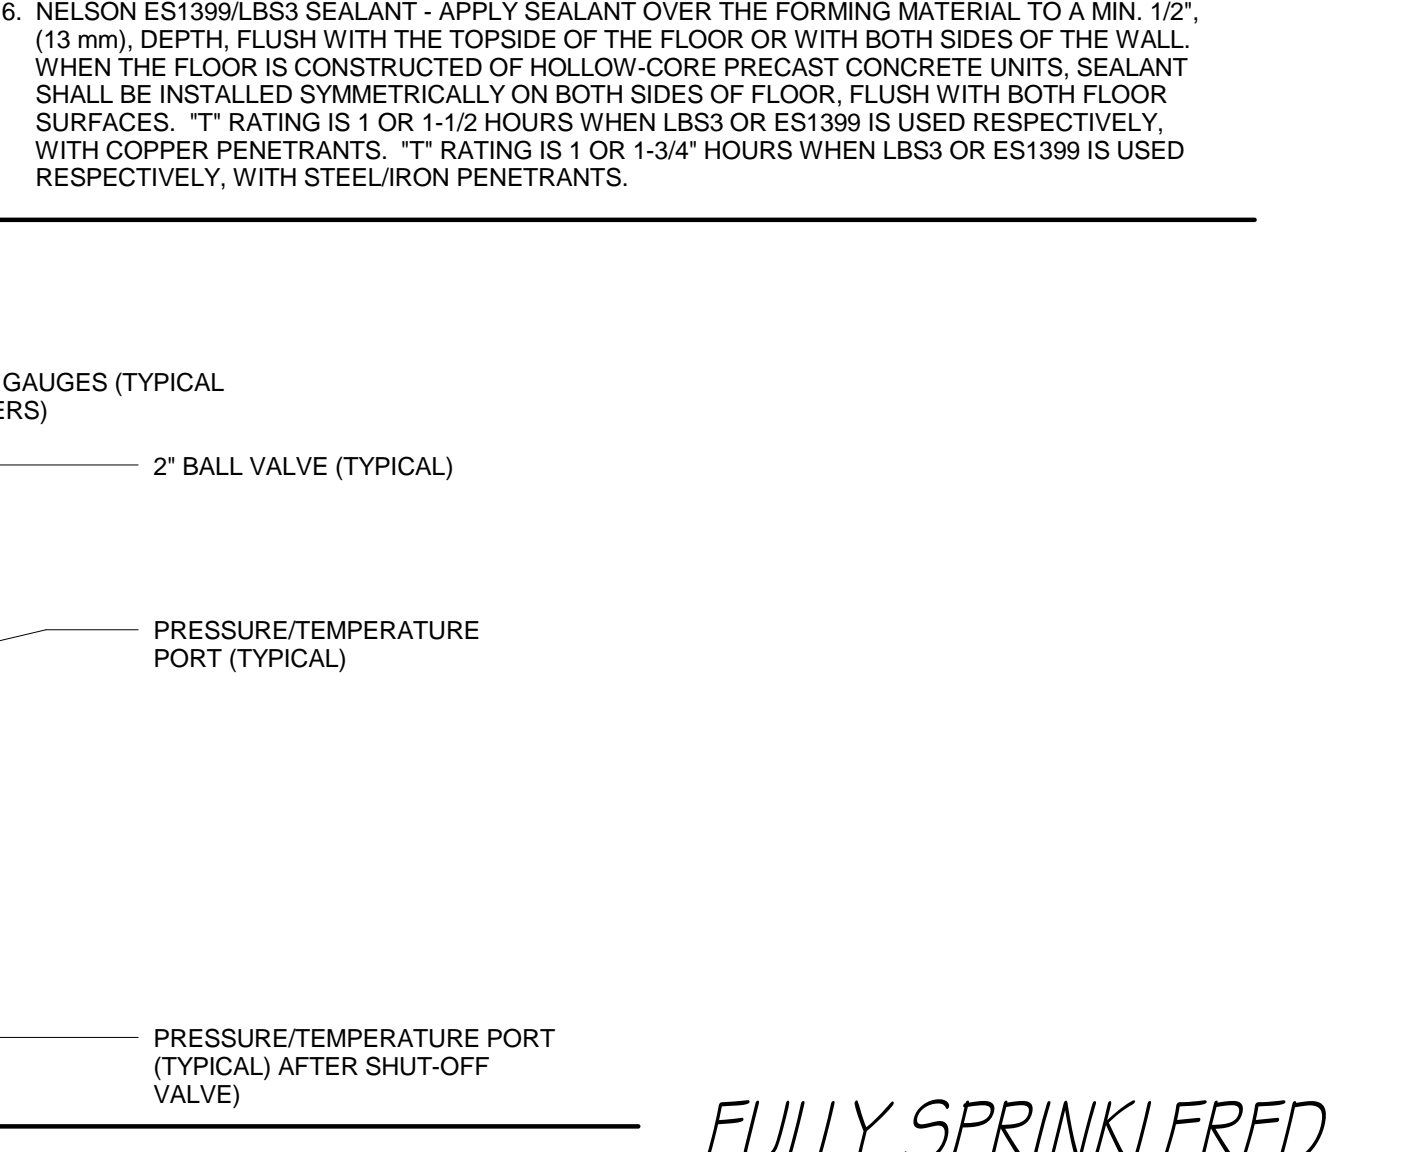 6. NELSON ES1399/LBS3 SEALANT - APPLY SEALANT OVER THE FORMING MATERIAL TO A MIN. 1/2",
(13 mm), DEPTH, FLUSH WITH THE TOPSIDE OF THE FLOOR OR WITH BOTH SIDES OF THE WALL.
WHEN THE FLOOR IS CONSTRUCTED OF HOLLOW-CORE PRECAST CONCRETE UNITS, SEALANT
SHALL BE INSTALLED SYMMETRICALLY ON BOTH SIDES OF FLOOR, FLUSH WITH BOTH FLOOR
SURFACES. "T" RATING IS 1 OR 1-1/2 HOURS WHEN LBS3 OR ES1399 IS USED RESPECTIVELY,
WITH COPPER PENETRANTS. "T" RATING IS 1 OR 1-3/4" HOURS WHEN LBS3 OR ES1399 IS USED
RESPECTIVELY, WITH STEEL/IRON PENETRANTS.
GAUGES (TYPICAL
ERS)
2" BALL VALVE (TYPICAL)
PRESSURE/TEMPERATURE
PORT (TYPICAL)
PRESSURE/TEMPERATURE PORT
(TYPICAL) AFTER SHUT-OFF
VALVE)
FULLY SPRINKLERED